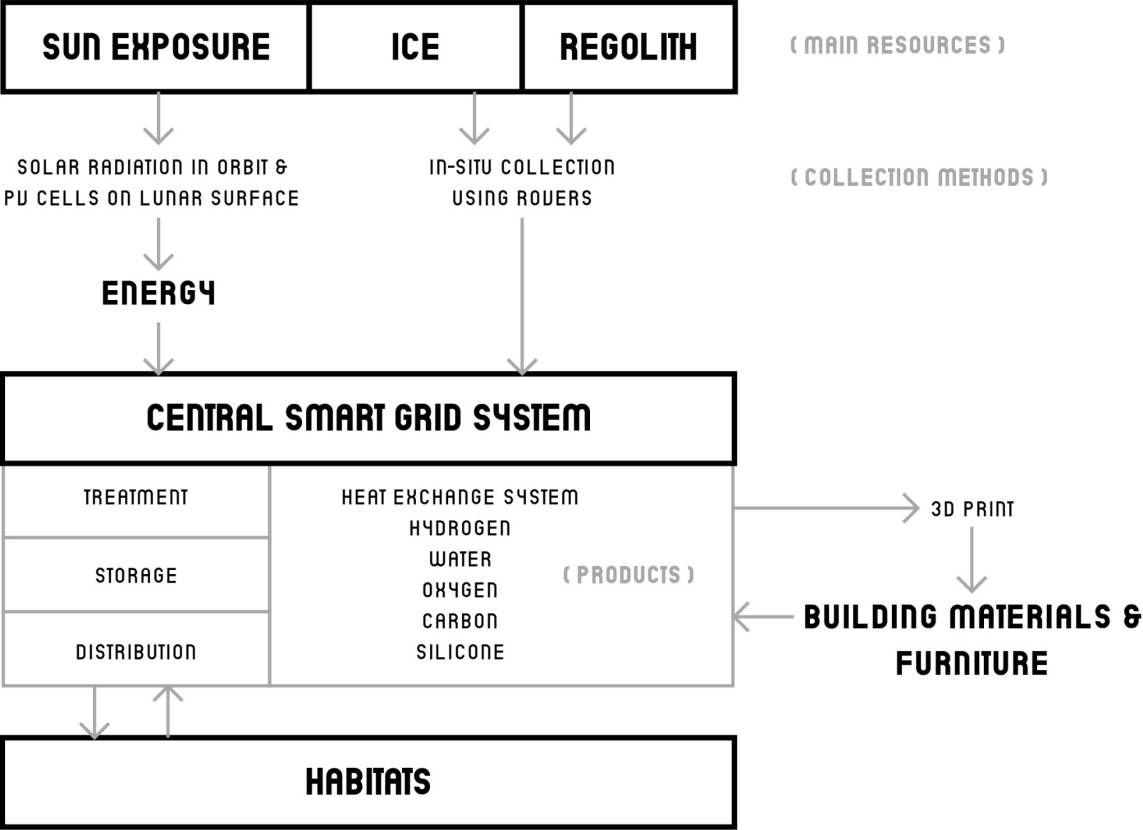 SUN EXPOSURE
ICE
REGOLITH
( MAIN RESOURCES )
SOLAR RADIATION IN ORBIT &
PV CELLS ON LUNAR SURFACE
IN-SITU COLLECTION
USING ROVERS
( COLLECTION METHODS )
ENERGY
CENTRAL SMART GRID SYSTEM
TREATMENT
STORAGE
DISTRIBUTION
HEAT EXCHANGE SYSTEM
HYDROGEN
WATER
OXYGEN
CARBON
SILICONE
( PRODUCTS )
3D PRINT
BUILDING MATERIALS &
FURNITURE
HABITATS